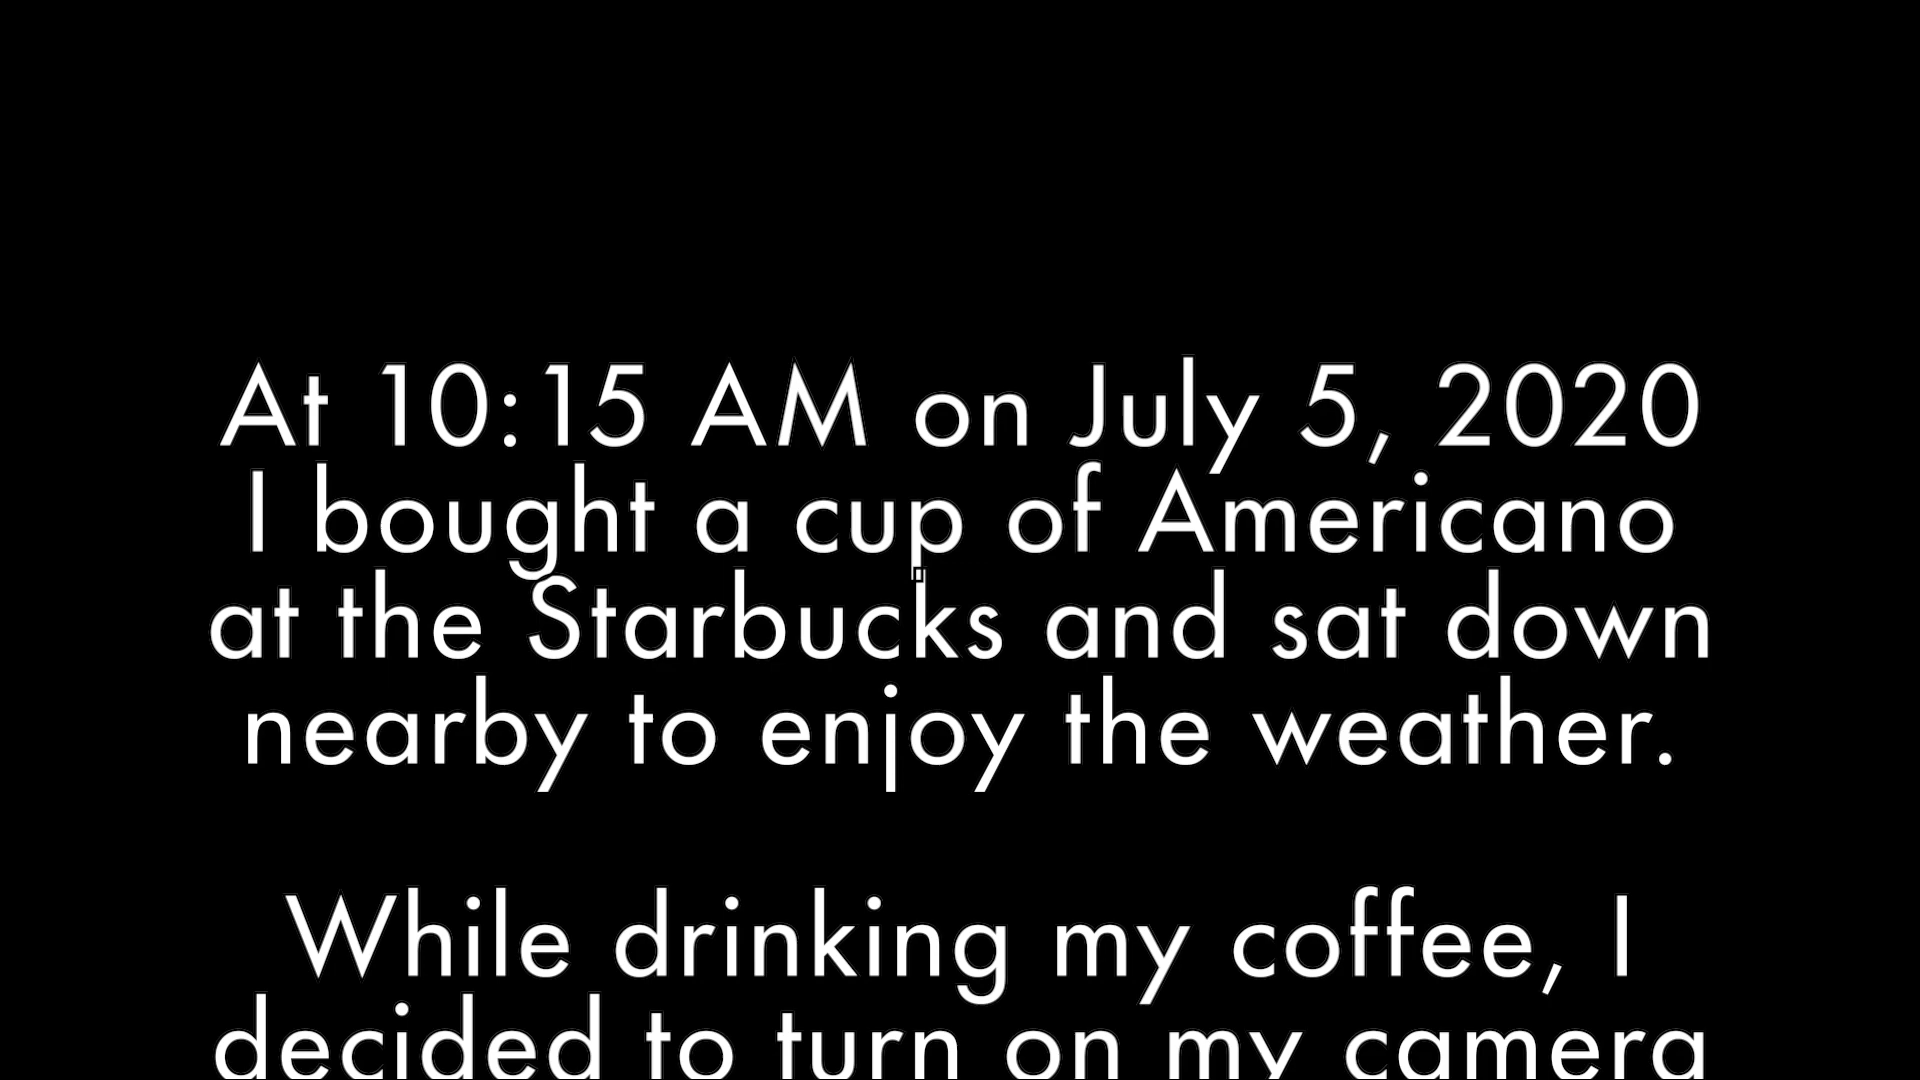 At 10:15 AM on July 5, 2020
I bought a cup of Americano
at the Starbucks and sat down
nearby to enjoy the weather.
While drinking my coffee, I
decided to turn on my camera